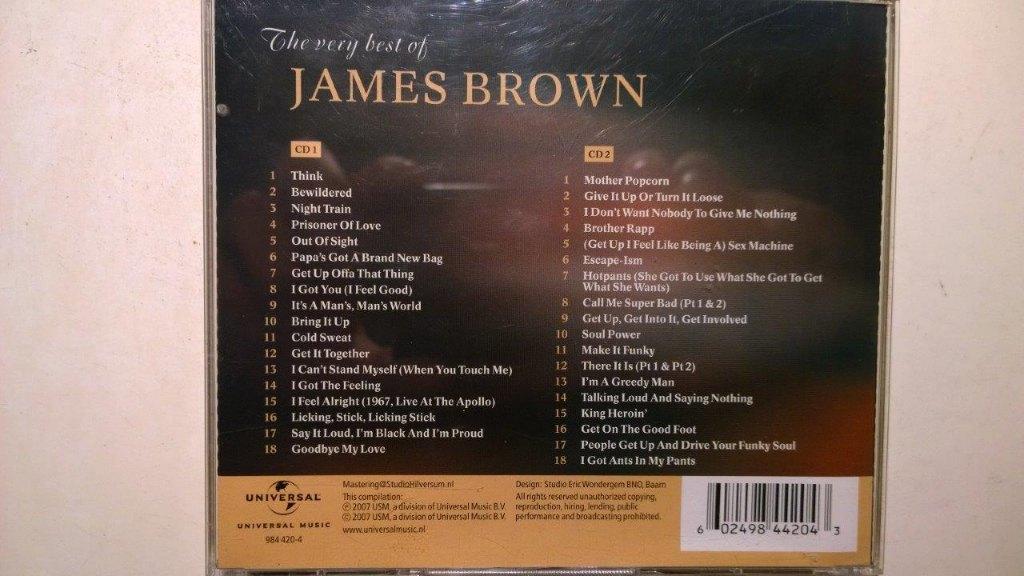 The very best of
JAMES BROWN
CD 1
1 Think
2 Bewildered
3 Night Train
4 Prisoner Of Love
5 Out Of Sight
6 Papa's Got A Brand New Bag
7 Get Up Offa That Thing
8 I Got You (I Feel Good)
9 It's A Man's, Man's World
10 Bring It Up
11 Cold Sweat
12 Get It Together
13 I Can't Stand Myself (When You Touch Me)
14 I Got The Feeling
15 I Feel Alright (1967, Live At The Apollo)
16 Licking, Stick, Licking Stick
17 Say It Loud, I'm Black And I'm Proud
18 Goodbye My Love
CD 2
1 Mother Popcorn
2 Give It Up Or Turn It Loose
3 I Don't Want Nobody To Give Me Nothing
4 Brother Rapp
5 (Get Up I Feel Like Being A) Sex Machine
6 Escape-Ism
7 Hotpants (She Got To Use What She Got To Get
What She Wants)
8 Call Me Super Bad (Pt 1 & 2)
9 Get Up, Get Into It, Get Involved
10 Soul Power
11 Make It Funky
12 There It Is (Pt 1 & Pt 2)
13 I'm A Greedy Man
14 Talking Loud And Saying Nothing
15 King Heroin'
16 Get On The Good Foot
17 People Get Up And Drive Your Funky Soul
18 I Got Ants In My Pants
UNIVERSAL
UNIVERSAL MUSIC
984 420-4
Mastering@StudioHilversum.nl
This compilation:
℗ 2007 USM, a division of Universal Music B.V.
© 2007 USM, a division of Universal Music B.V.
www.universalmusic.nl
Design: Studio Eric Wondergem BNO, Baarn
All rights reserved unauthorized copying,
reproduction, hiring, lending, public
performance and broadcasting prohibited.
6 02498 44204 3